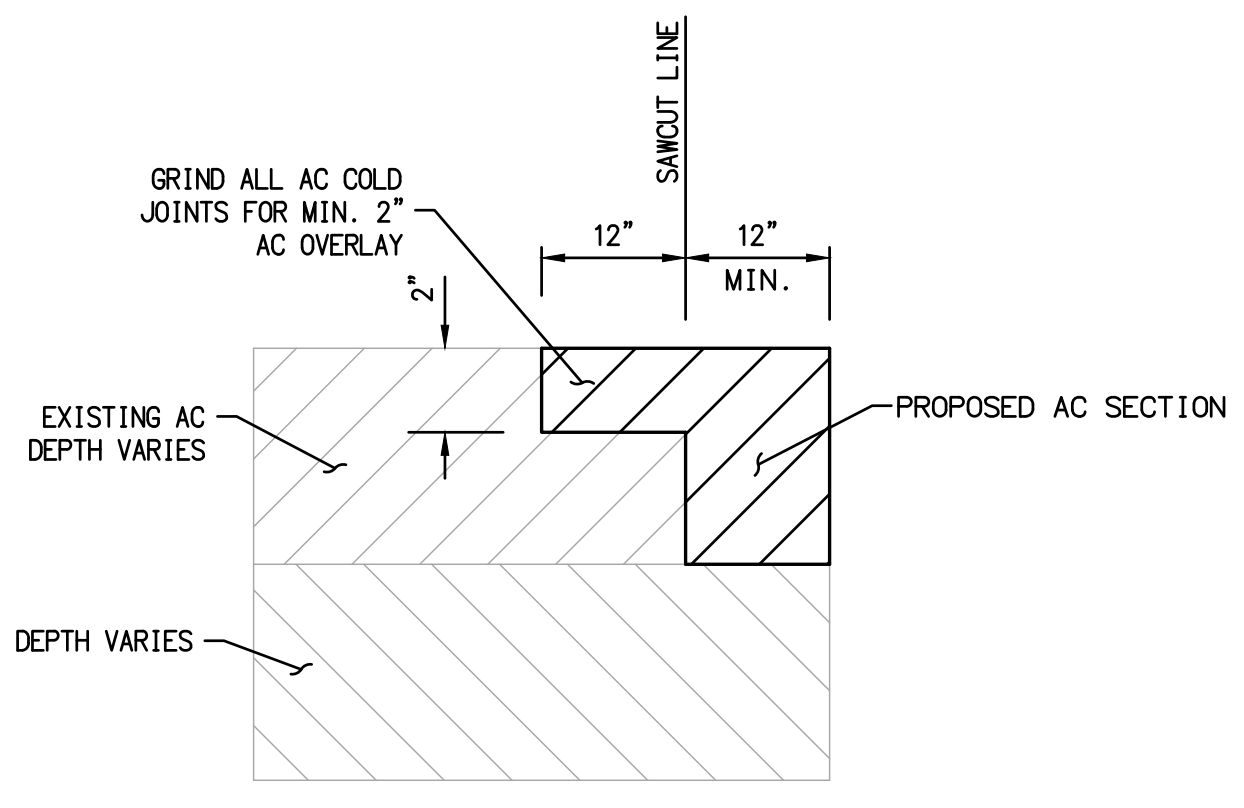 SAWCUT LINE
GRIND ALL AC COLD
JOINTS FOR MIN. 2”
AC OVERLAY
12”
12”
MIN.
2”
EXISTING AC
DEPTH VARIES
PROPOSED AC SECTION
DEPTH VARIES